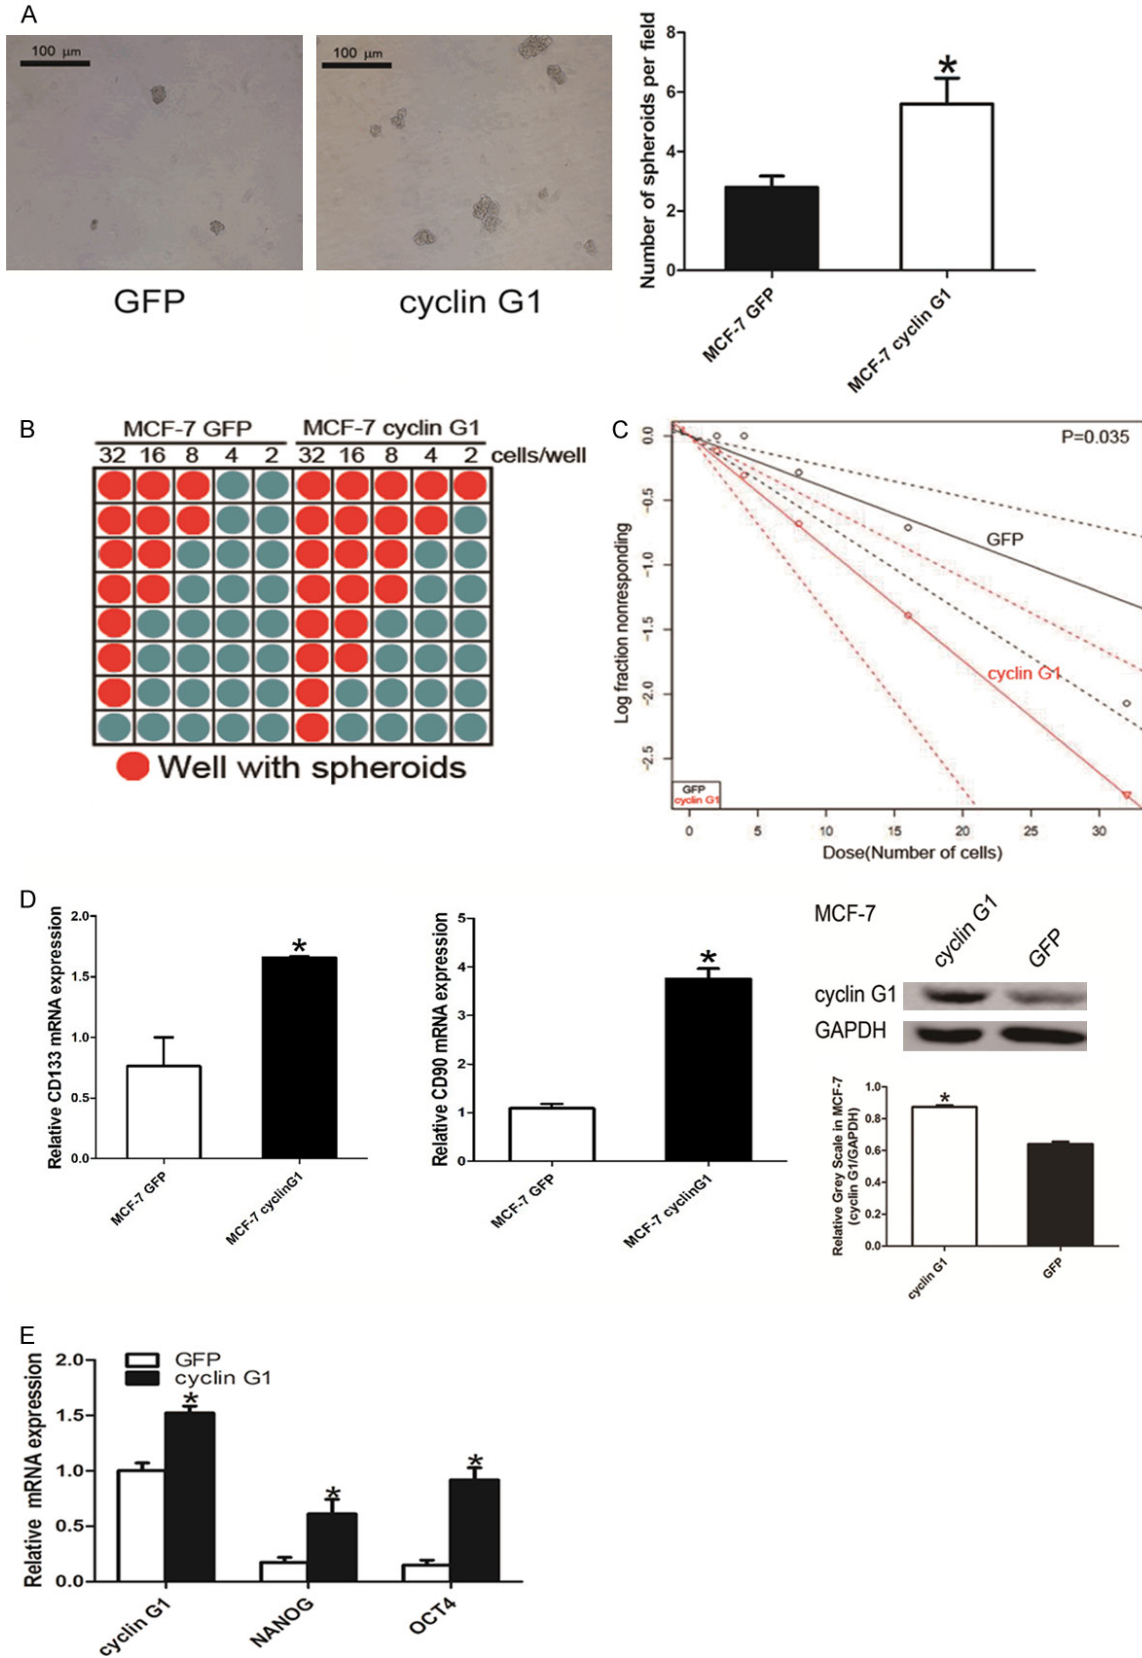 A
100 μm
100 μm
GFP
cyclin G1
Number of spheroids per field
8
6
4
2
0
*
MCF-7 GFP
MCF-7 cyclin G1
B
MCF-7 GFP MCF-7 cyclin G1
32 16 8 4 2 32 16 8 4 2 cells/well
Well with spheroids
C
P=0.035
Log fraction nonresponding
0.0
-0.5
-1.0
-1.5
-2.0
-2.5
GFP
cyclin G1
GFP
cyclin G1
0 5 10 15 20 25 30
Dose(Number of cells)
D
Relative CD133 mRNA expression
2.0
1.5
1.0
0.5
0.0
*
MCF-7 GFP
MCF-7 cyclinG1
Relative CD90 mRNA expression
5
4
3
2
1
0
*
MCF-7 GFP
MCF-7 cyclinG1
MCF-7
cyclin G1
GFP
cyclin G1
GAPDH
Relative Grey Scale in MCF-7
(cyclin G1/GAPDH)
1.0
0.8
0.6
0.4
0.2
0.0
*
cyclin G1
GFP
E
Relative mRNA expression
2.0
1.5
1.0
0.5
0.0
GFP
cyclin G1
*
*
*
cyclin G1
NANOG
OCT4